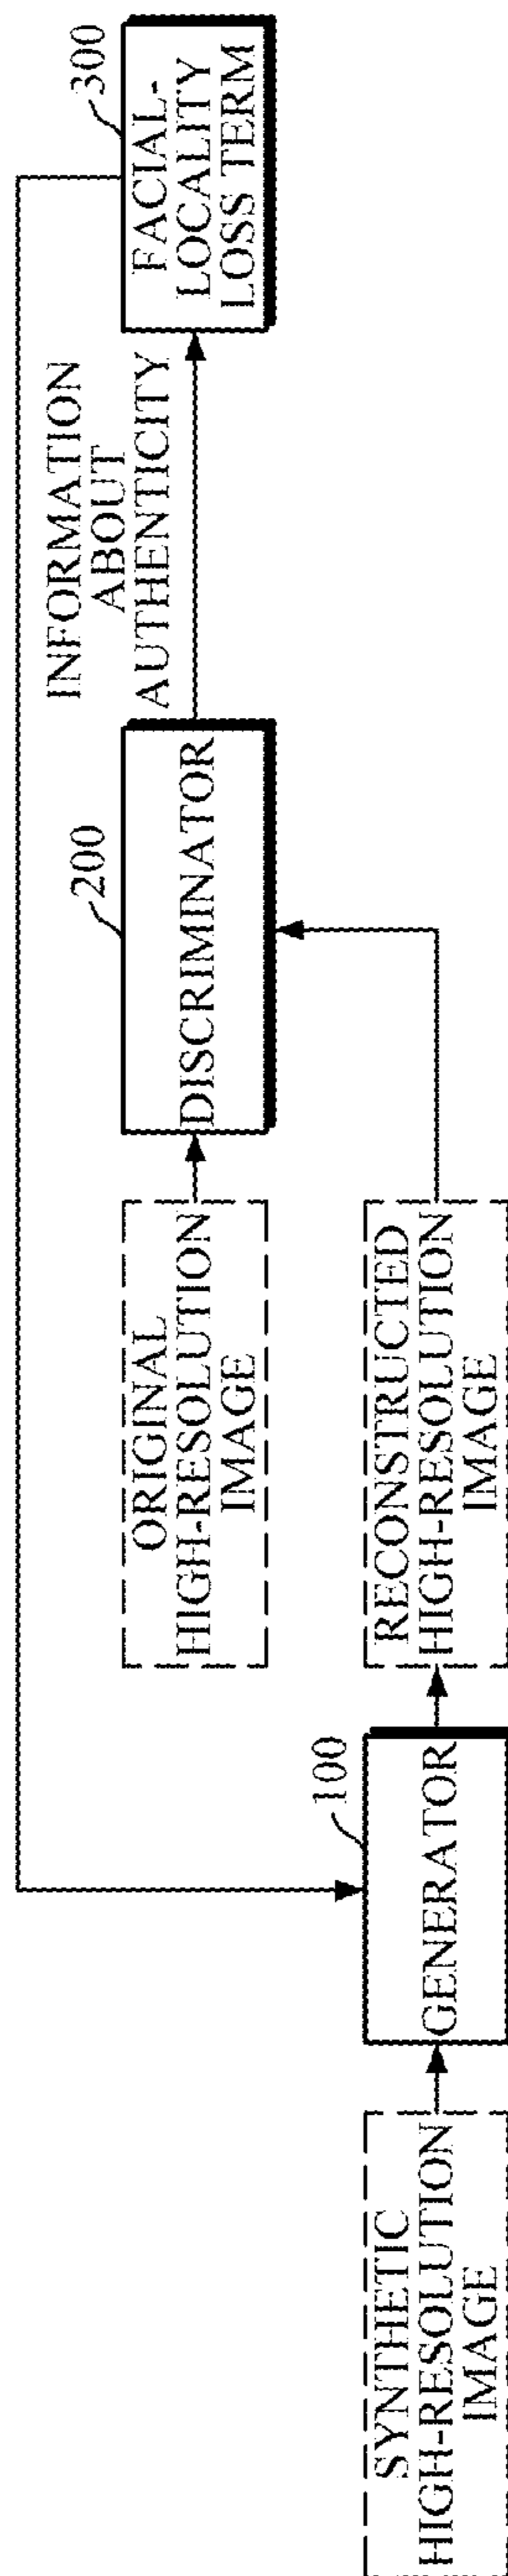 300
FACIAL-
LOCALITY
LOSS TERM
INFORMATION
ABOUT
AUTHENTICITY
200
DISCRIMINATOR
ORIGINAL
HIGH-RESOLUTION
IMAGE
RECONSTRUCTED
HIGH-RESOLUTION
IMAGE
100
GENERATOR
SYNTHETIC
HIGH-RESOLUTION
IMAGE